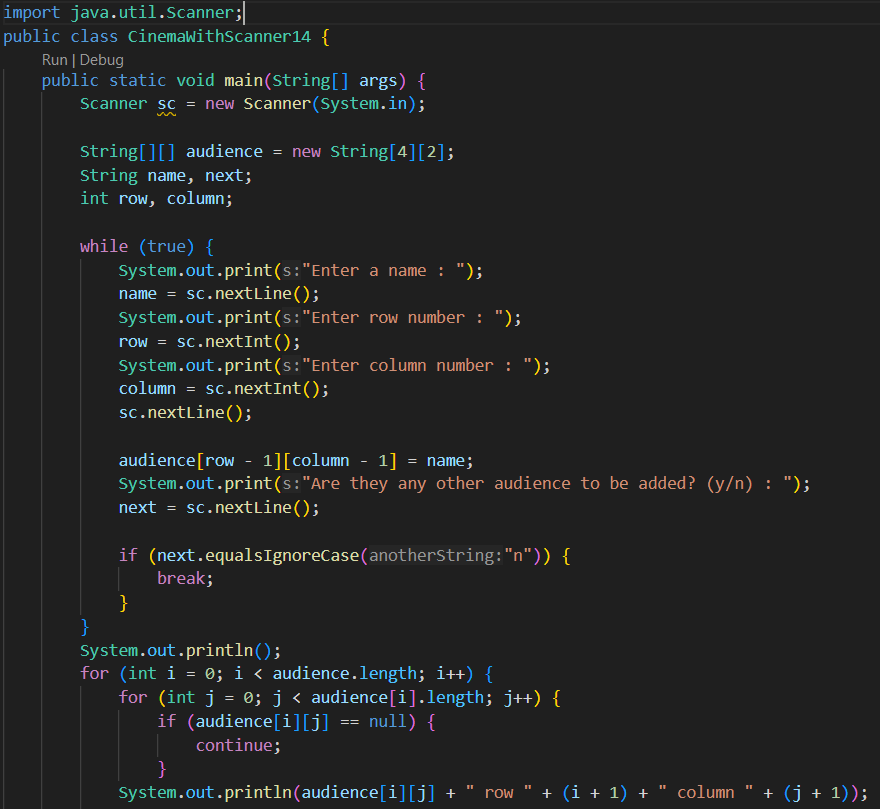 import java.util.Scanner;
public class CinemaWithScanner14 {
Run | Debug
public static void main(String[] args) {
Scanner sc = new Scanner(System.in);
String[][] audience = new String[4][2];
String name, next;
int row, column;
while (true) {
System.out.print(s:"Enter a name : ");
name = sc.nextLine();
System.out.print(s:"Enter row number : ");
row = sc.nextInt();
System.out.print(s:"Enter column number : ");
column = sc.nextInt();
sc.nextLine();
audience[row - 1][column - 1] = name;
System.out.print(s:"Are they any other audience to be added? (y/n) : ");
next = sc.nextLine();
if (next.equalsIgnoreCase(anotherString:"n")) {
break;
}
}
System.out.println();
for (int i = 0; i < audience.length; i++) {
for (int j = 0; j < audience[i].length; j++) {
if (audience[i][j] == null) {
continue;
}
System.out.println(audience[i][j] + " row " + (i + 1) + " column " + (j + 1));